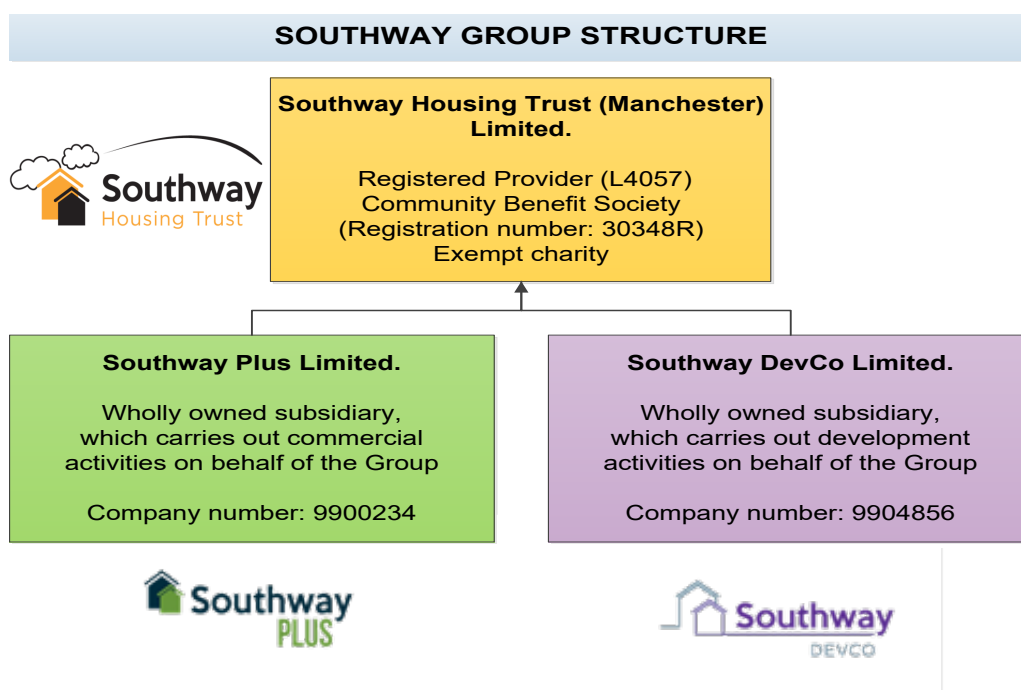 SOUTHWAY GROUP STRUCTURE
Southway Housing Trust (Manchester)
Limited.
Registered Provider (L4057)
Community Benefit Society
(Registration number: 30348R)
Exempt charity
Southway
Housing Trust
Southway Plus Limited.
Wholly owned subsidiary,
which carries out commercial
activities on behalf of the Group
Company number: 9900234
Southway DevCo Limited.
Wholly owned subsidiary,
which carries out development
activities on behalf of the Group
Company number: 9904856
Southway
PLUS
Southway
DEVCO